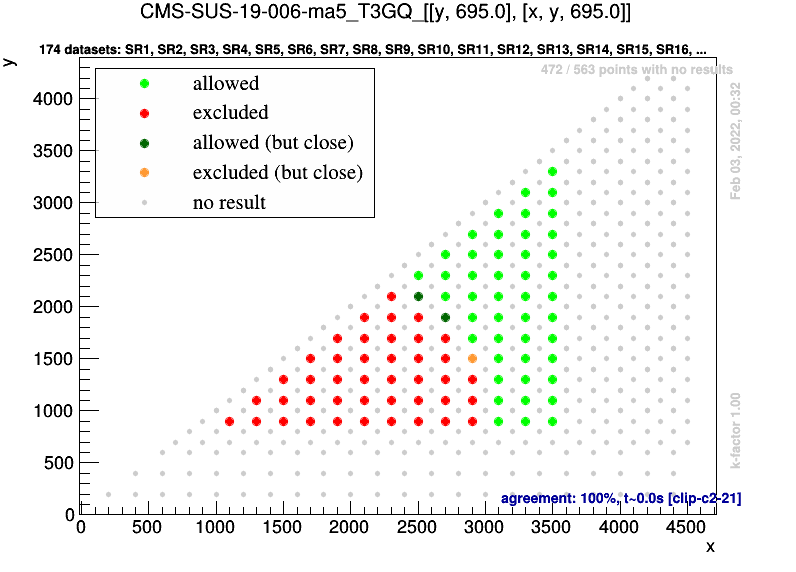 CMS-SUS-19-006-ma5_T3GQ_[[y, 695.0], [x, y, 695.0]]
174 datasets: SR1, SR2, SR3, SR4, SR5, SR6, SR7, SR8, SR9, SR10, SR11, SR12, SR13, SR14, SR15, SR16, ...
y
472 / 563 points with no results
allowed
excluded
allowed (but close)
excluded (but close)
no result
4000
3500
3000
2500
2000
1500
1000
500
0
Feb 03, 2022, 00:32
k-factor 1.00
agreement: 100%, t~0.0s [clip-c2-21]
0 500 1000 1500 2000 2500 3000 3500 4000 4500
x